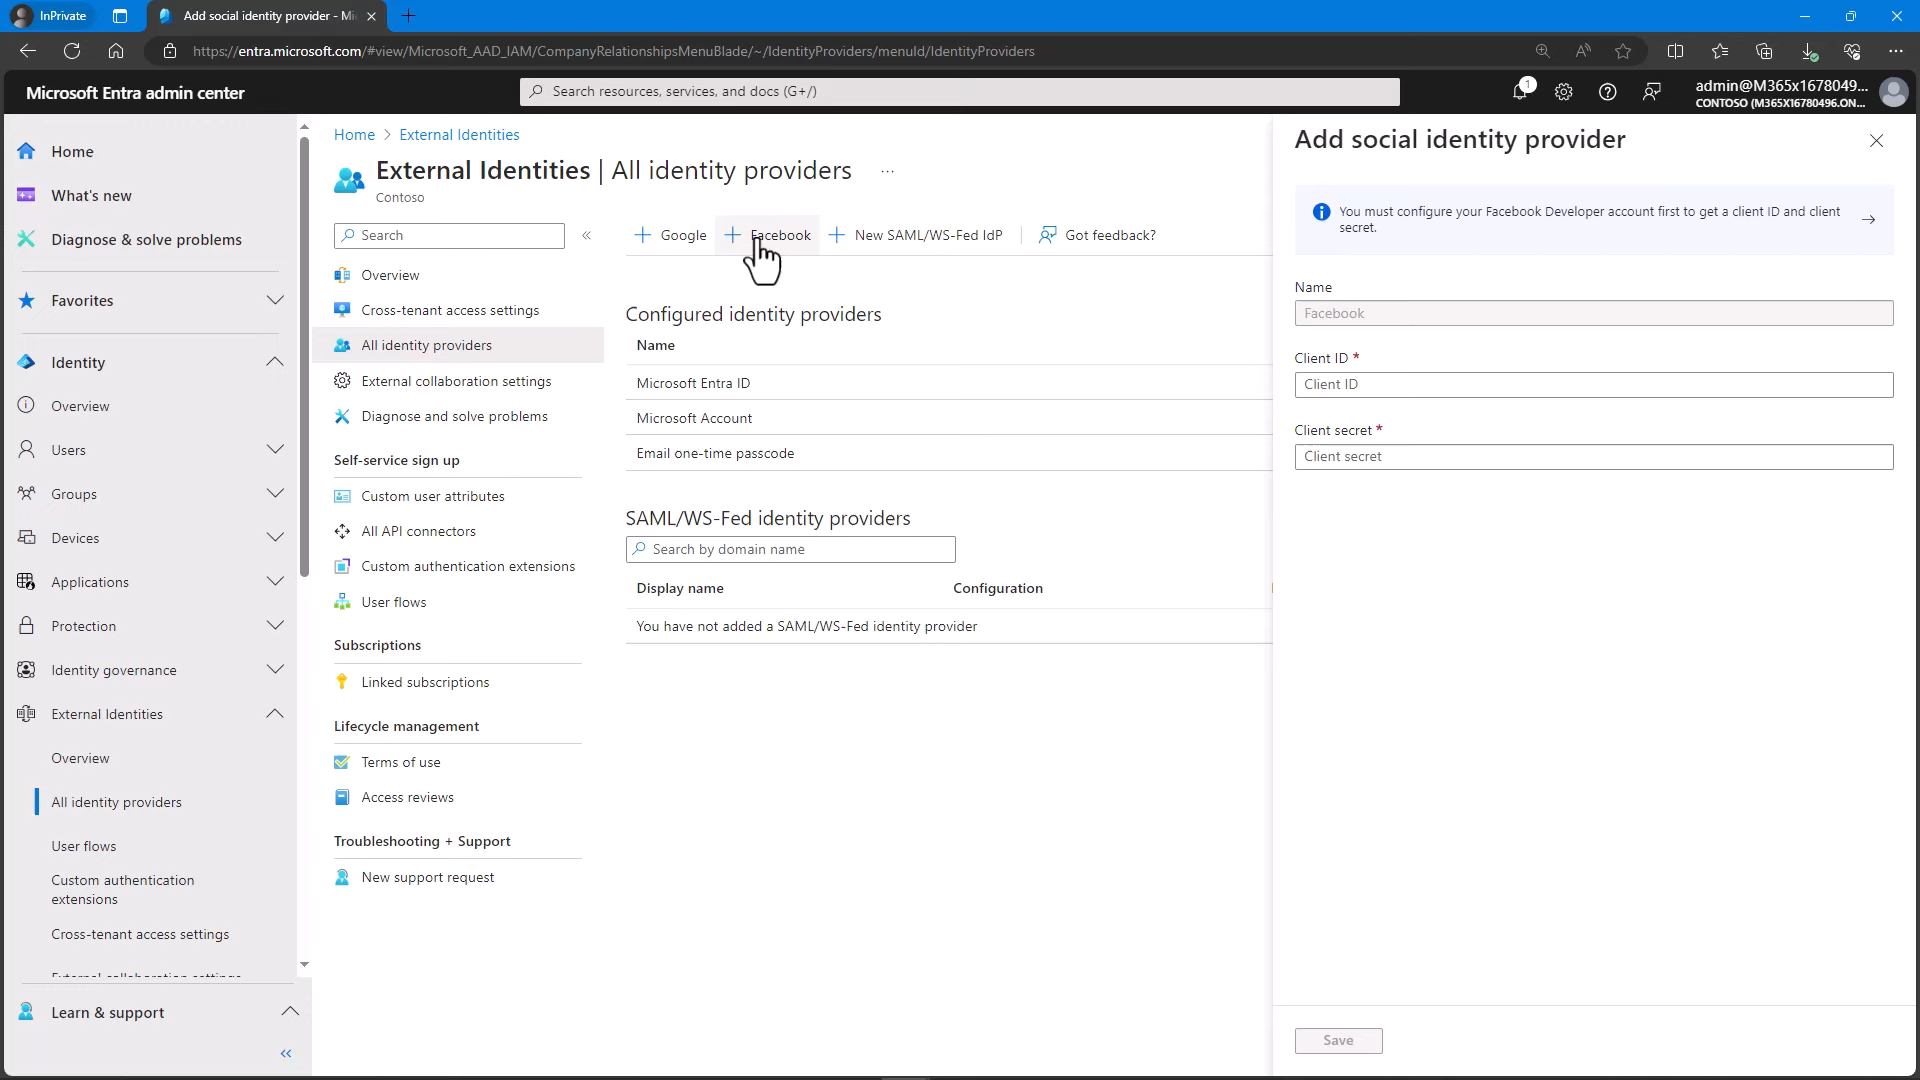 InPrivate
Add social identity provider - Mi
https://entra.microsoft.com/#view/Microsoft_AAD_IAM/CompanyRelationshipsMenuBlade/~/IdentityProviders/menuId/IdentityProviders
Microsoft Entra admin center
Search resources, services, and docs (G+/)
1
admin@M365x1678049...
CONTOSO (M365X16780496.ON...
Home
What's new
Diagnose & solve problems
Favorites
Identity
Overview
Users
Groups
Devices
Applications
Protection
Identity governance
External Identities
Overview
All identity providers
User flows
Custom authentication
extensions
Cross-tenant access settings
External collaboration settings
Learn & support
Home > External Identities
External Identities | All identity providers
Contoso
Search
Overview
Cross-tenant access settings
All identity providers
External collaboration settings
Diagnose and solve problems
Self-service sign up
Custom user attributes
All API connectors
Custom authentication extensions
User flows
Subscriptions
Linked subscriptions
Lifecycle management
Terms of use
Access reviews
Troubleshooting + Support
New support request
Google Facebook New SAML/WS-Fed IdP Got feedback?
Configured identity providers
Name
Microsoft Entra ID
Microsoft Account
Email one-time passcode
SAML/WS-Fed identity providers
Search by domain name
Display name Configuration
You have not added a SAML/WS-Fed identity provider
Add social identity provider
You must configure your Facebook Developer account first to get a client ID and client
secret.
Name
Facebook
Client ID *
Client ID
Client secret *
Client secret
Save